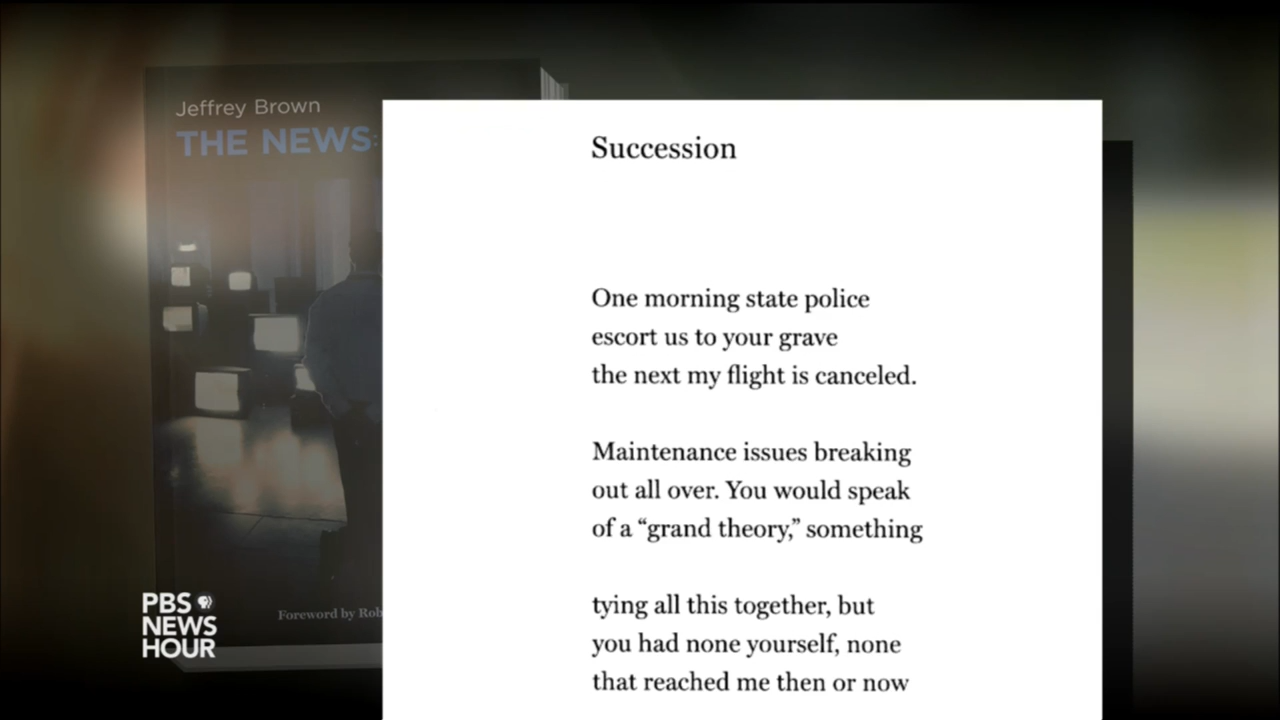 Jeffrey Brown
THE NEWS:
Succession
One morning state police
escort us to your grave
the next my flight is canceled.
Maintenance issues breaking
out all over. You would speak
of a “grand theory,” something
tying all this together, but
you had none yourself, none
that reached me then or now
Foreword by Rob
PBS
NEWS
HOUR